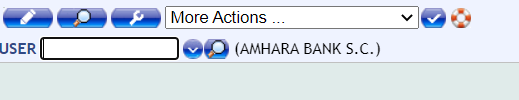 More Actions ...
USER (AMHARA BANK S.C.)